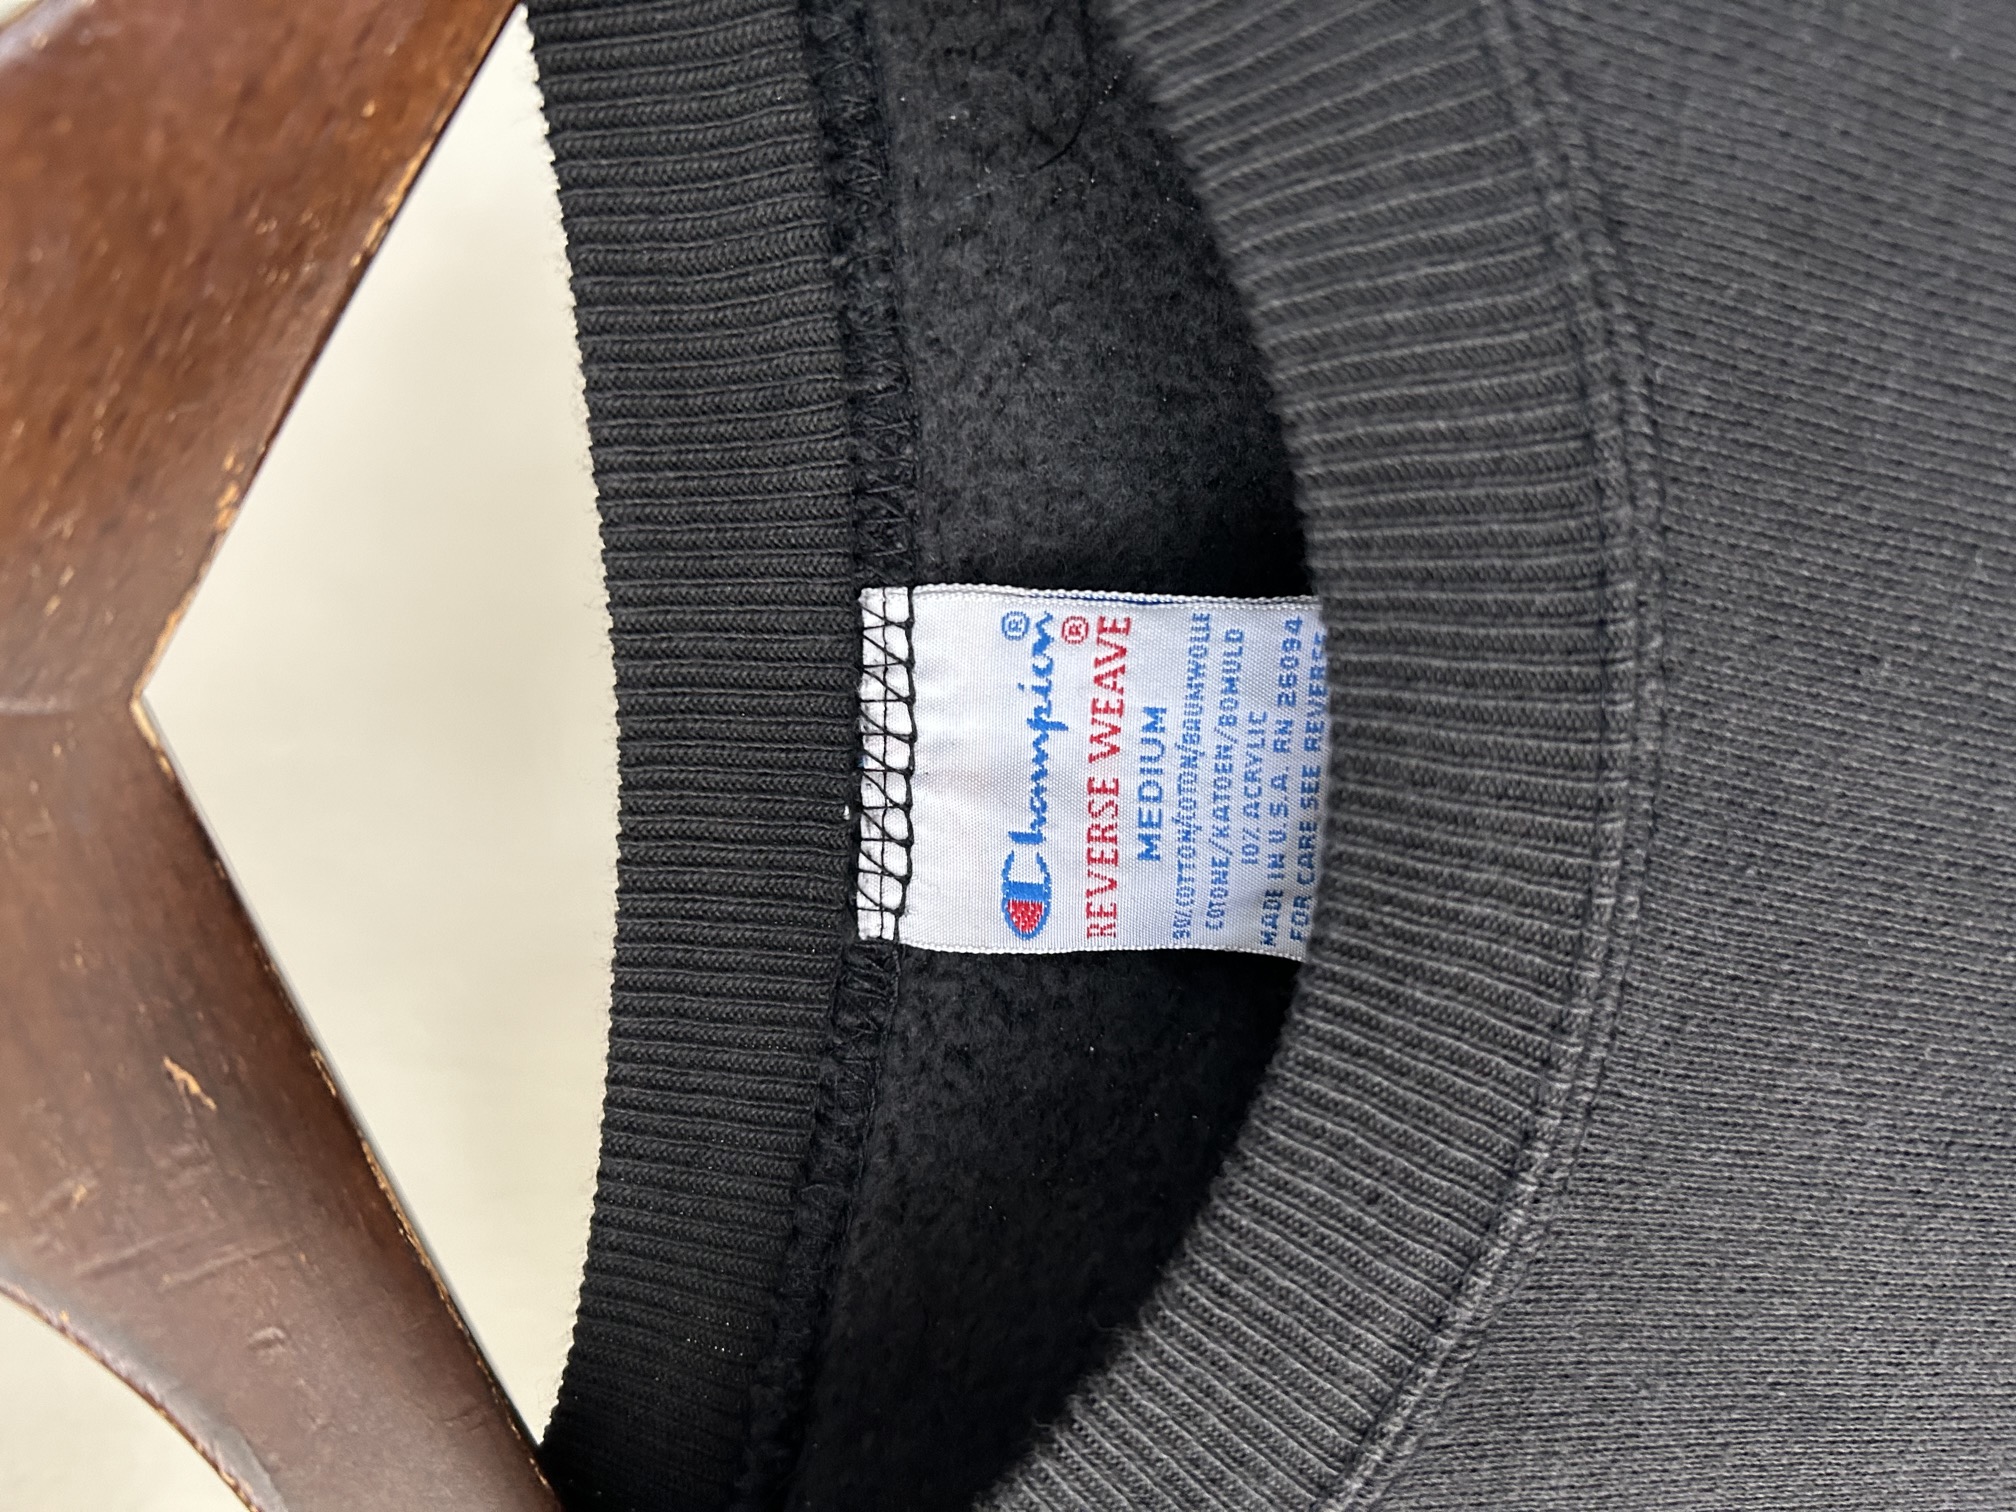 Champion®
®
REVERSE WEAVE
MEDIUM
90% COTTON/COTON/BAUMWOLLE
COTONE/KATOEN/BOMULD
10% ACRYLIC
MADE IN U.S.A. RN 26094
FOR CARE SEE REVERSE